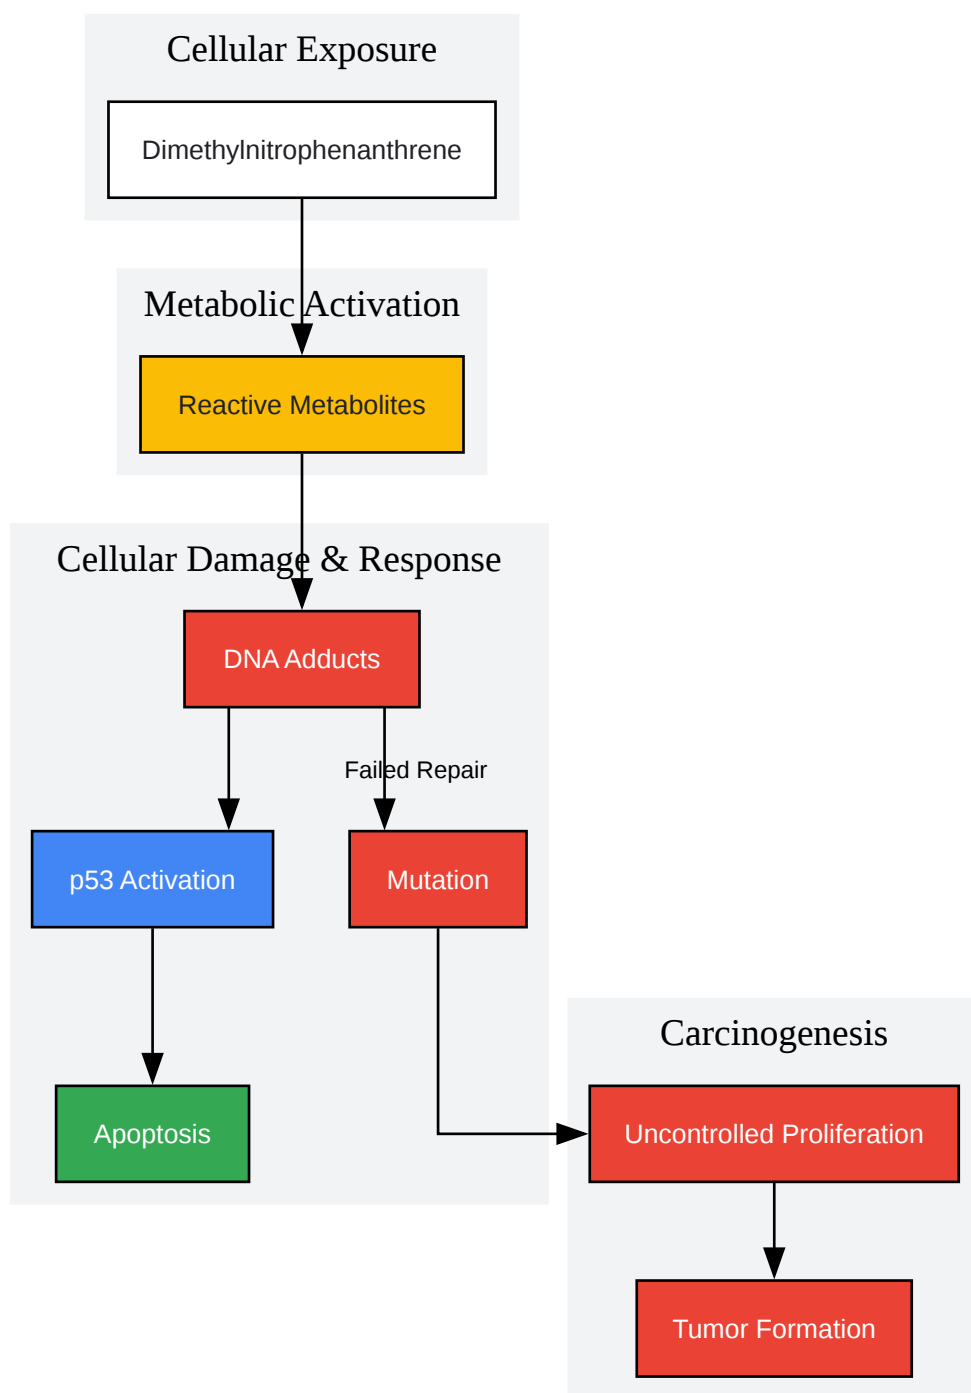 Cellular Exposure
Dimethylnitrophenanthrene
Metabolic Activation
Reactive Metabolites
Cellular Damage & Response
DNA Adducts
Failed Repair
p53 Activation
Mutation
Carcinogenesis
Apoptosis
Uncontrolled Proliferation
Tumor Formation